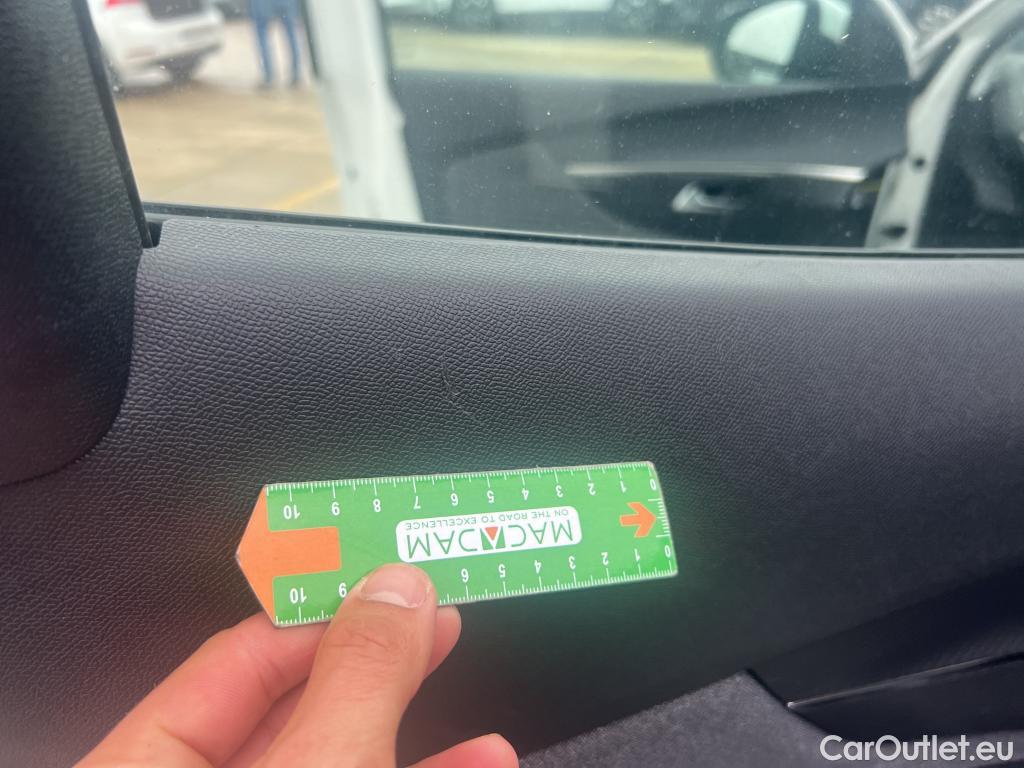 10 9 8 7 6 5 4 3 2 1 0
ON THE ROAD TO EXCELLENCE
MACADAM
10 9 6 5 4 3 2 1 0
CarOutlet.eu